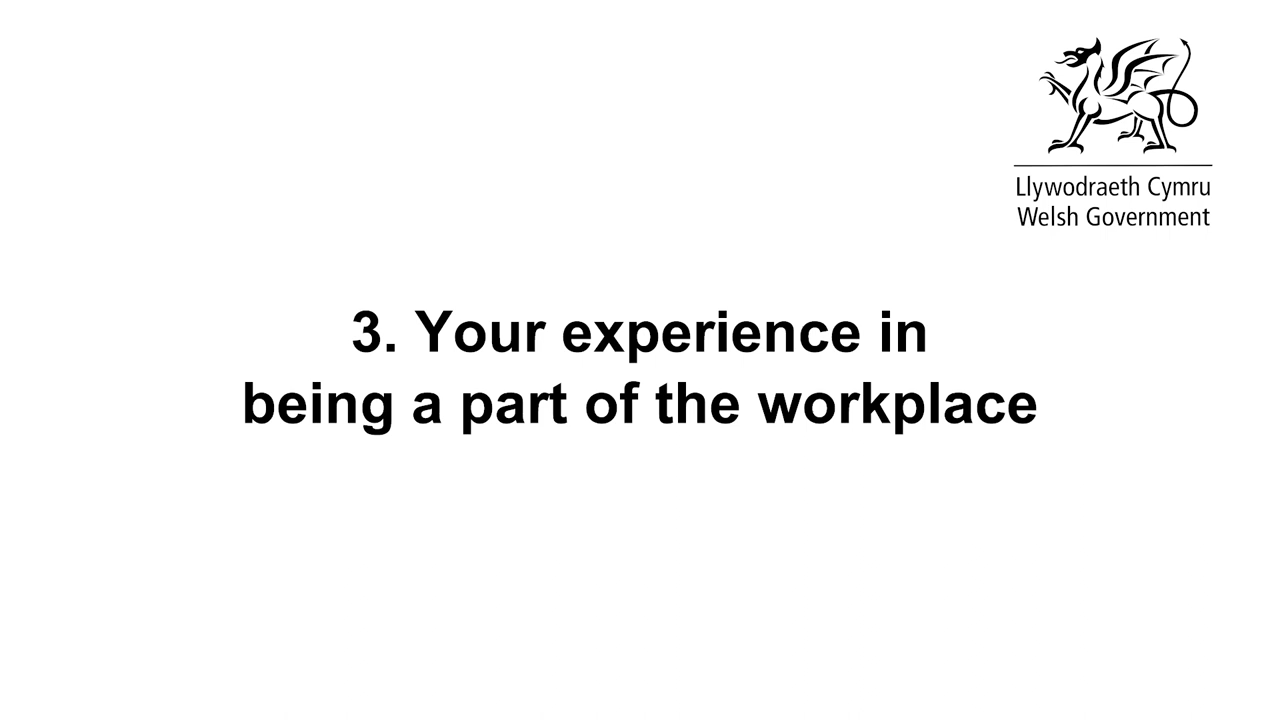 Llywodraeth Cymru
Welsh Government
3. Your experience in
being a part of the workplace